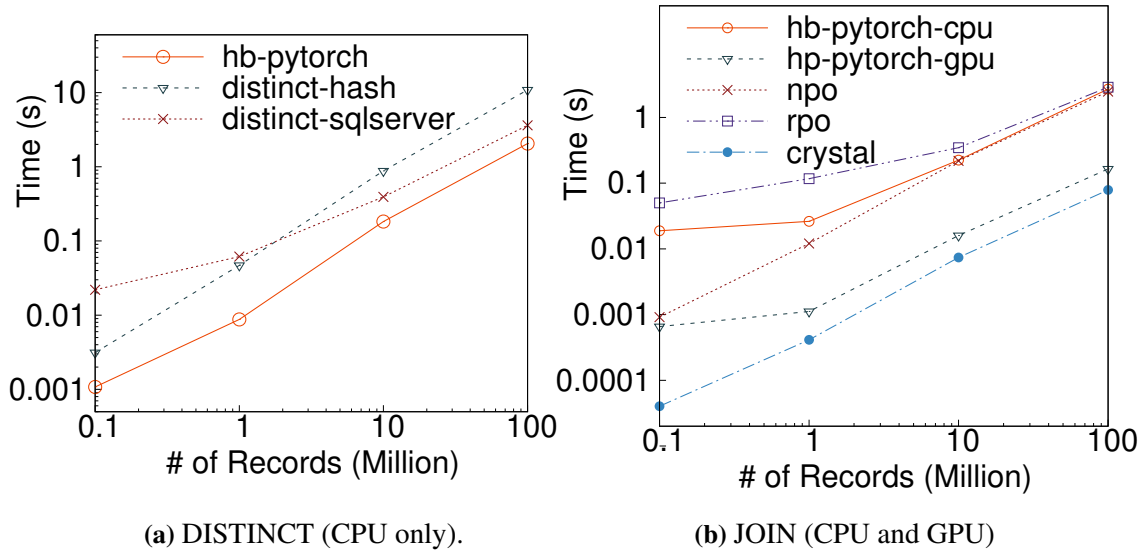 hb-pytorch
distinct-hash
distinct-sqlserver
10
1
0.1
0.01
0.001
Time (s)
0.1 1 10 100
# of Records (Million)
(a) DISTINCT (CPU only).
hb-pytorch-cpu
hp-pytorch-gpu
npo
rpo
crystal
1
0.1
0.01
0.001
0.0001
Time (s)
0.1 1 10 100
# of Records (Million)
(b) JOIN (CPU and GPU)